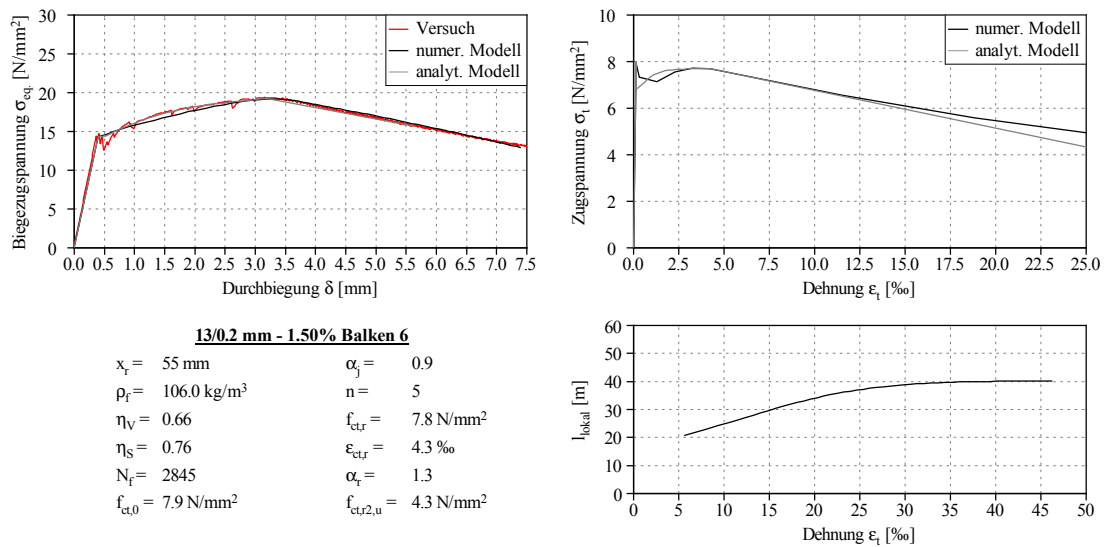 Biegezugspannung σeq. [N/mm²]
30
25
20
15
10
5
0
Versuch
numer. Modell
analyt. Modell
0.0 0.5 1.0 1.5 2.0 2.5 3.0 3.5 4.0 4.5 5.0 5.5 6.0 6.5 7.0 7.5
Durchbiegung δ [mm]
Zugspannung σt [N/mm²]
10
8
6
4
2
0
numer. Modell
analyt. Modell
0.0 2.5 5.0 7.5 10.0 12.5 15.0 17.5 20.0 22.5 25.0
Dehnung εt [‰]
13/0.2 mm - 1.50% Balken 6
xr = 55 mm
ρf = 106.0 kg/m³
ηV = 0.66
ηS = 0.76
Nf = 2845
fct,0 = 7.9 N/mm²
αj = 0.9
n = 5
fct,r = 7.8 N/mm²
εct,r = 4.3 ‰
αr = 1.3
fct,r2,u = 4.3 N/mm²
llokal [m]
60
50
40
30
20
10
0
0 5 10 15 20 25 30 35 40 45 50
Dehnung εt [‰]